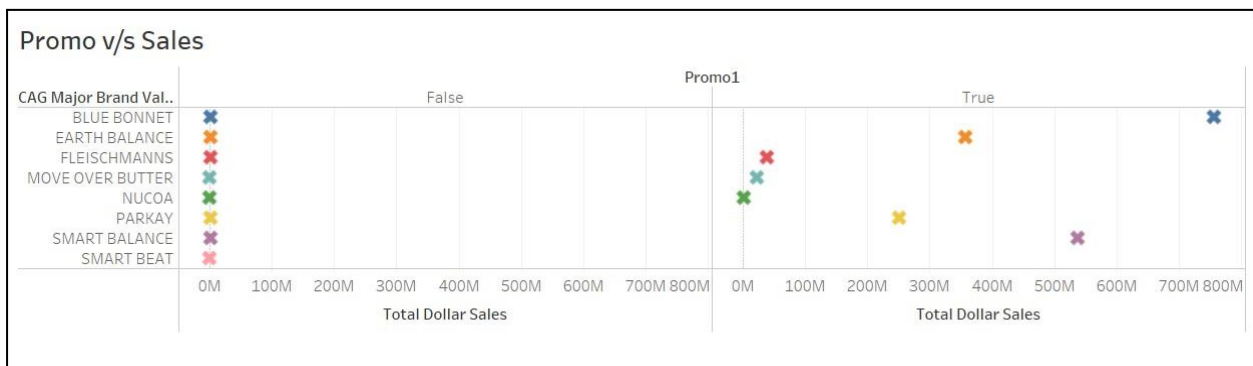 Promo v/s Sales
Promo1
CAG Major Brand Val.. False True
BLUE BONNET
EARTH BALANCE
FLEISCHMANNS
MOVE OVER BUTTER
NUCOA
PARKAY
SMART BALANCE
SMART BEAT
0M 100M 200M 300M 400M 500M 600M 700M 800M 0M 100M 200M 300M 400M 500M 600M 700M 800M
Total Dollar Sales Total Dollar Sales